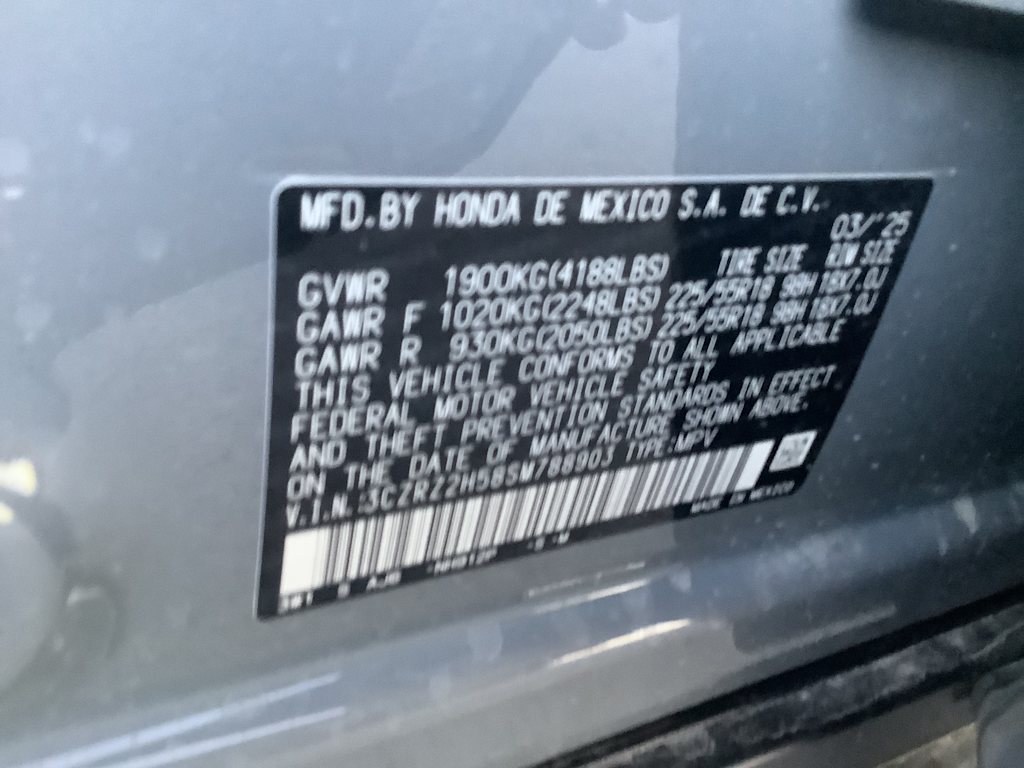 MFD.BY HONDA DE MEXICO S.A. DE C.V.
03/'25
TIRE SIZE RIM SIZE
GVWR 1900KG(4188LBS)
GAWR F 1020KG(2248LBS) 225/55R18 98H 18X7.0J
GAWR R 930KG(2050LBS) 225/55R18 98H 18X7.0J
THIS VEHICLE CONFORMS TO ALL APPLICABLE
FEDERAL MOTOR VEHICLE SAFETY
AND THEFT PREVENTION STANDARDS IN EFFECT
ON THE DATE OF MANUFACTURE SHOWN ABOVE.
V.I.N.:3CZRZ2H58SM788903 TYPE:MPV
MADE IN MEXICO